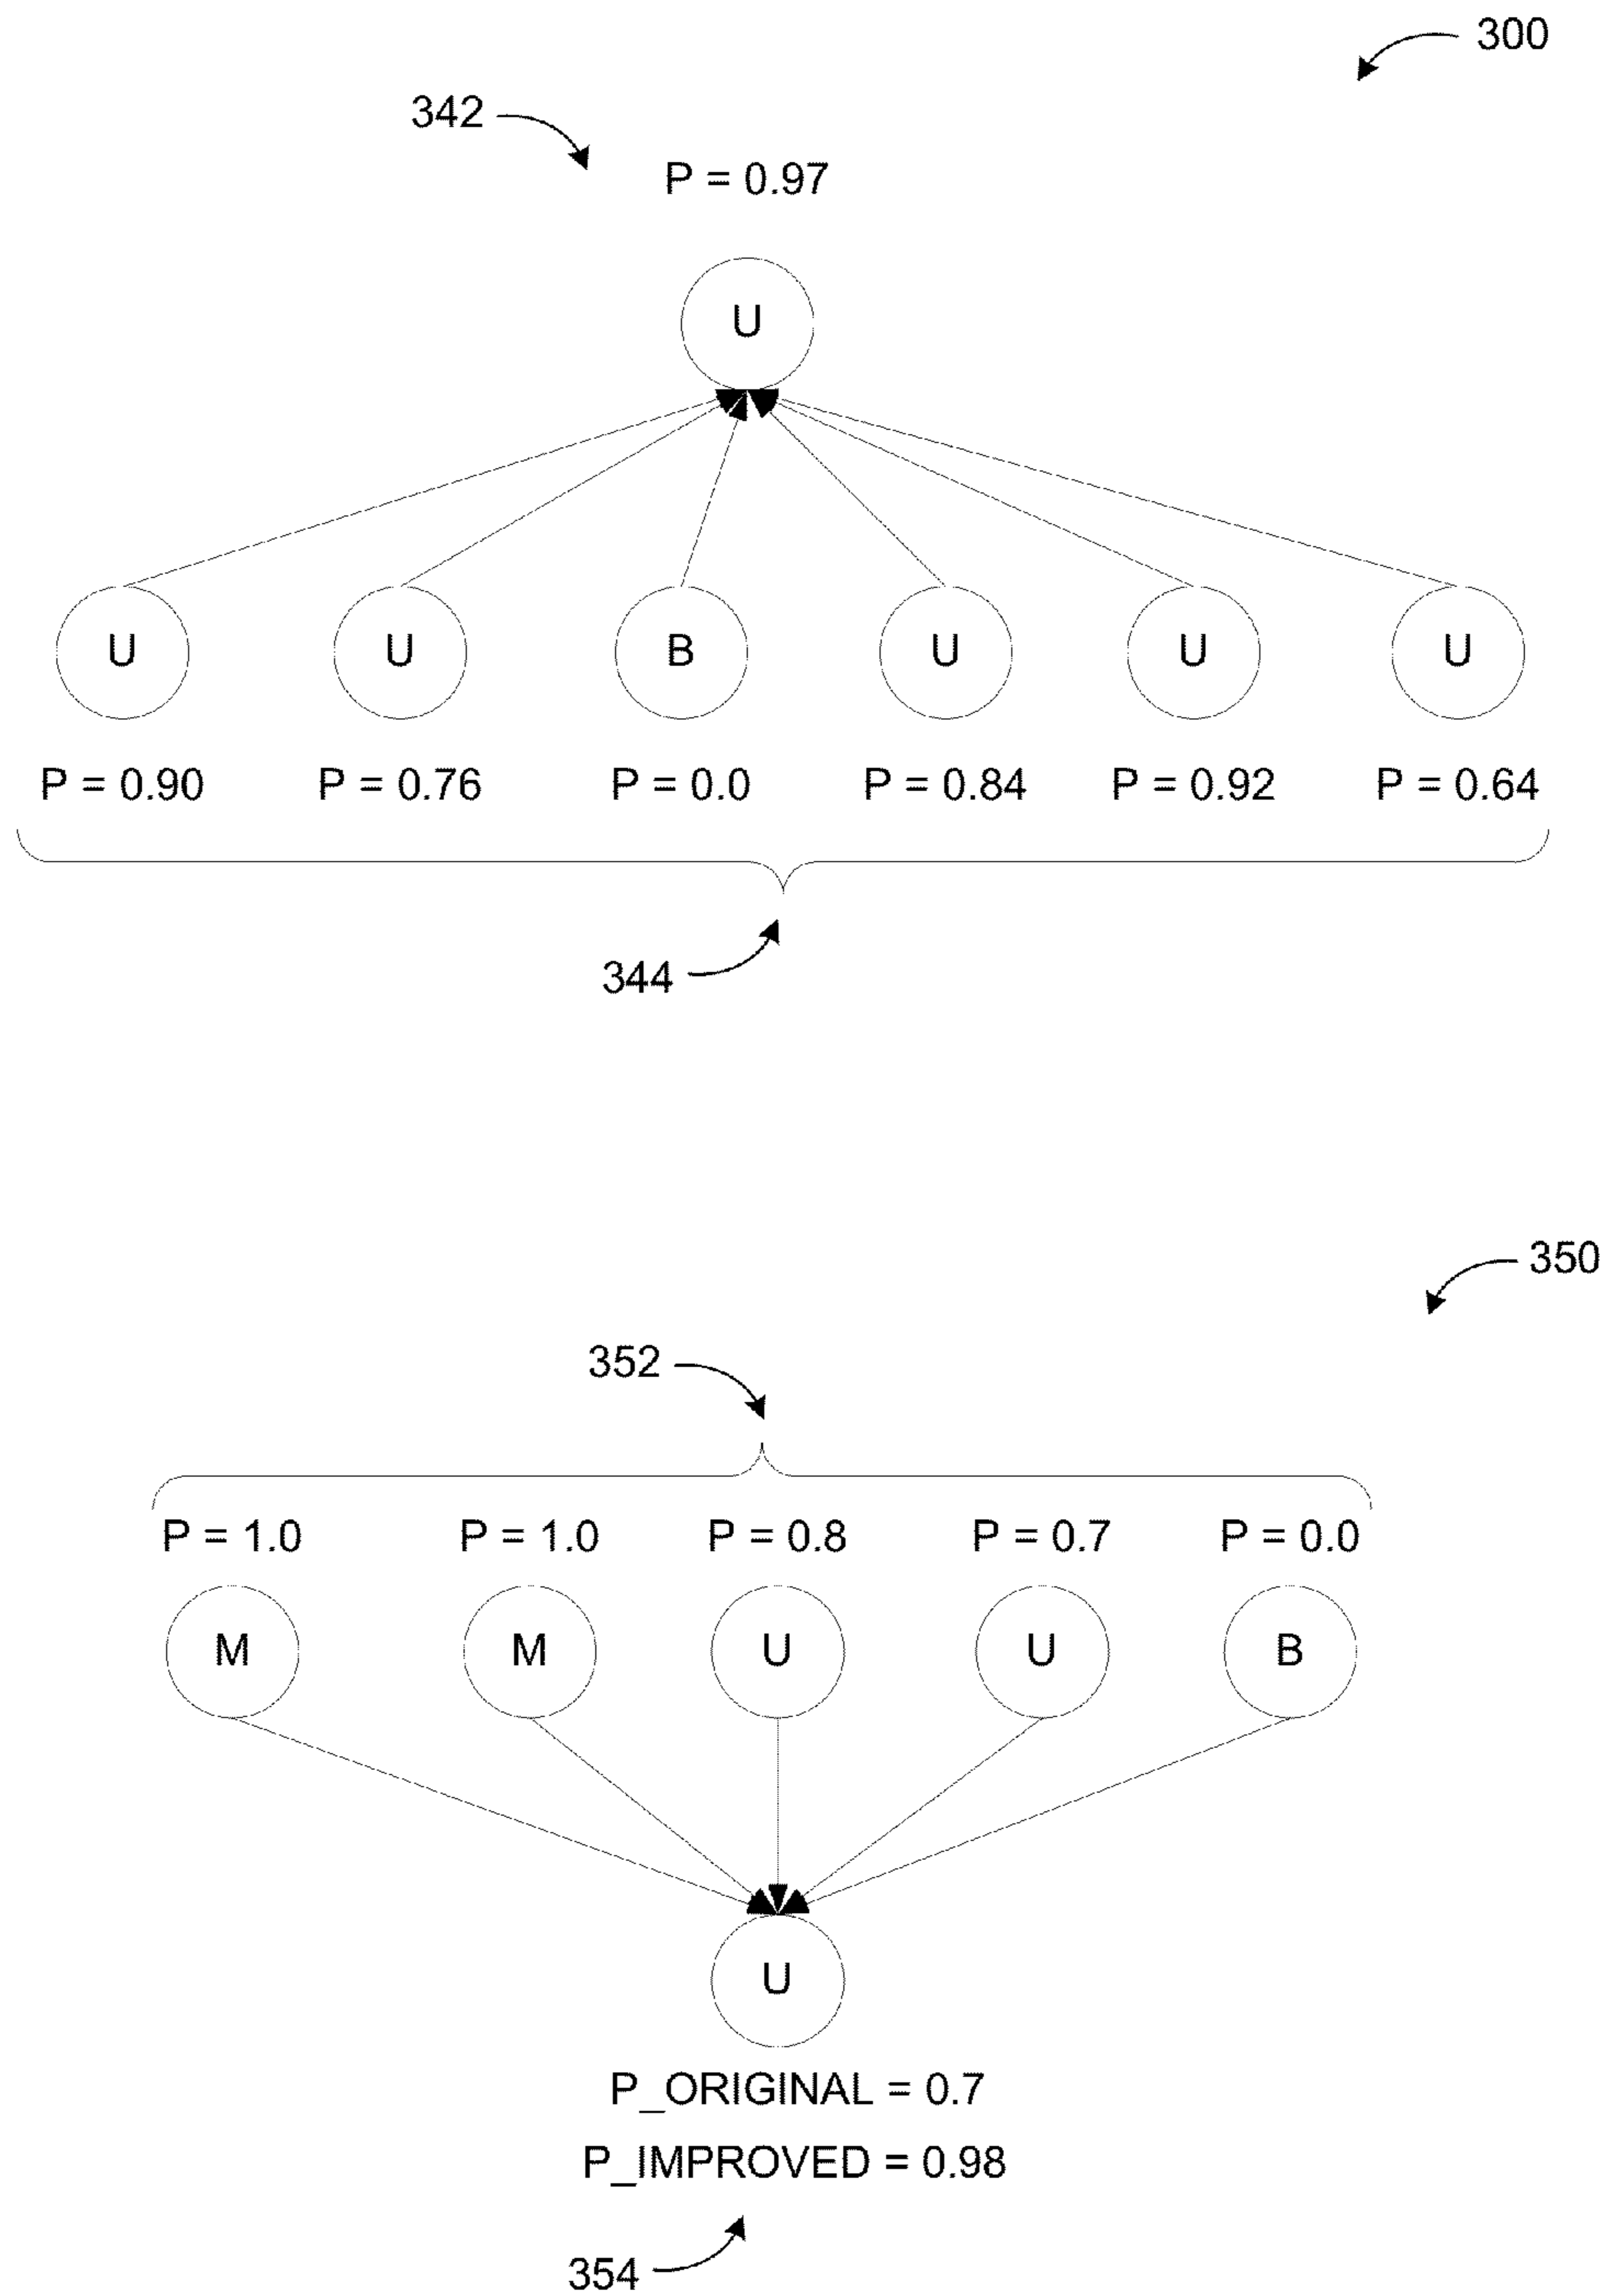 300
342
P = 0.97
U
U U B U U U
P = 0.90 P = 0.76 P = 0.0 P = 0.84 P = 0.92 P = 0.64
344
350
352
P = 1.0 P = 1.0 P = 0.8 P = 0.7 P = 0.0
M M U U B
U
P_ORIGINAL = 0.7
P_IMPROVED = 0.98
354